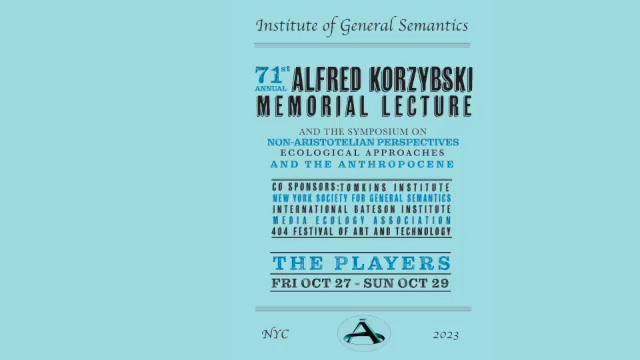 Institute of General Semantics
71st ANNUAL ALFRED KORZYBSKI
MEMORIAL LECTURE
AND THE SYMPOSIUM ON
NON-ARISTOTELIAN PERSPECTIVES
ECOLOGICAL APPROACHES
AND THE ANTHROPOCENE
CO SPONSORS:TOMKINS INSTITUTE
NEW YORK SOCIETY FOR GENERAL SEMANTICS
INTERNATIONAL BATESON INSTITUTE
MEDIA ECOLOGY ASSOCIATION
404 FESTIVAL OF ART AND TECHNOLOGY
THE PLAYERS
FRI OCT 27 - SUN OCT 29
NYC A 2023